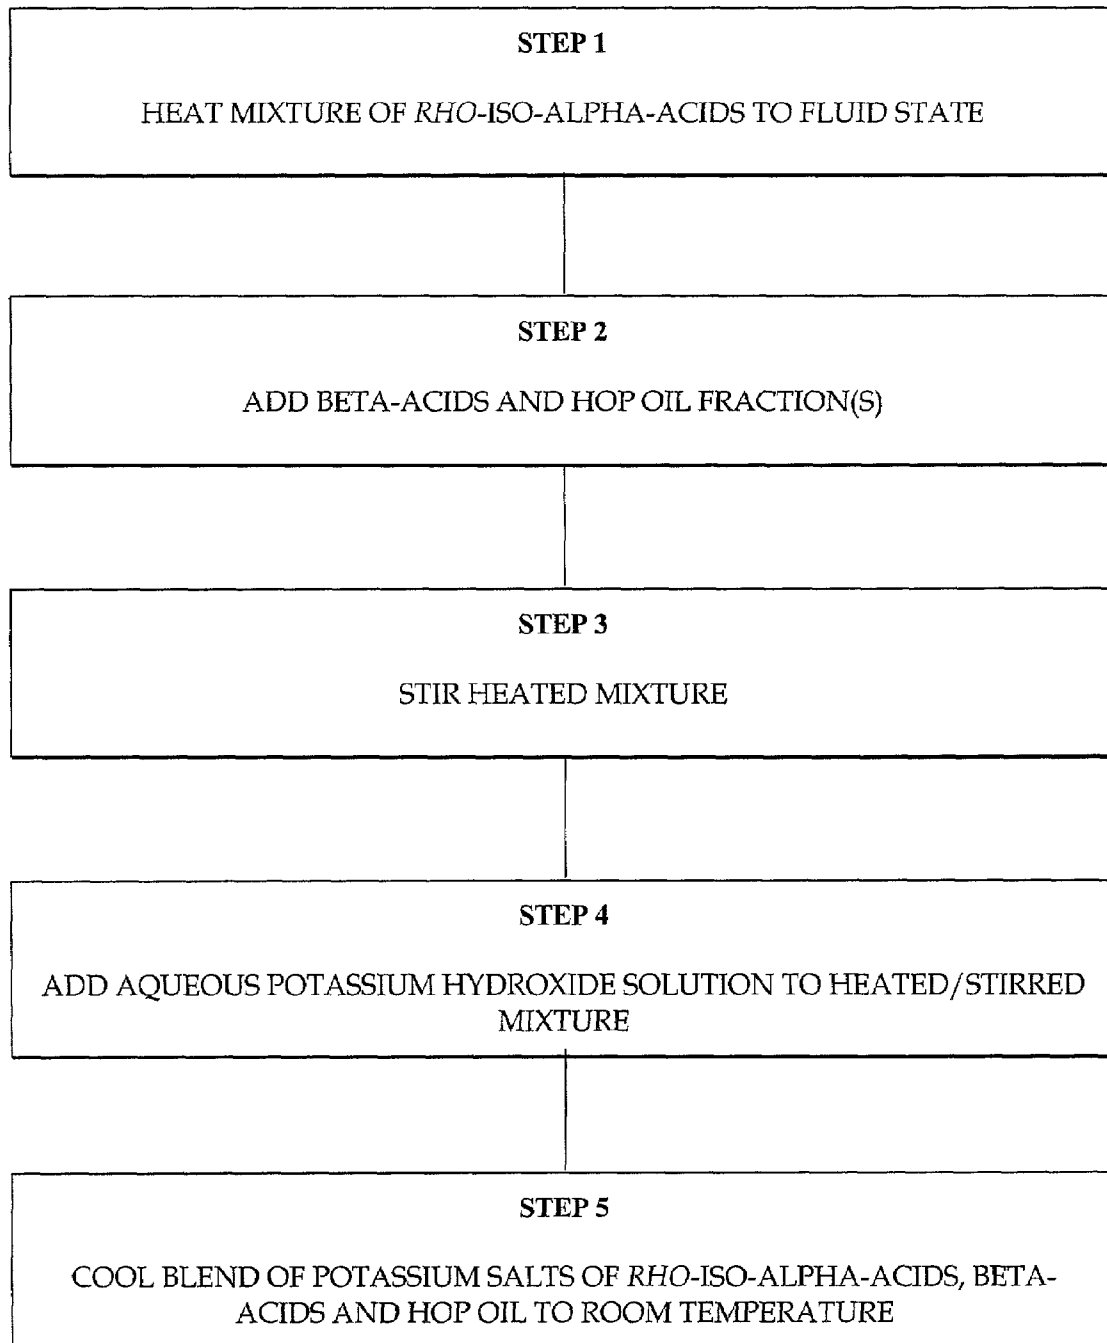 STEP 1
HEAT MIXTURE OF RHO-ISO-ALPHA-ACIDS TO FLUID STATE
STEP 2
ADD BETA-ACIDS AND HOP OIL FRACTION(S)
STEP 3
STIR HEATED MIXTURE
STEP 4
ADD AQUEOUS POTASSIUM HYDROXIDE SOLUTION TO HEATED/STIRRED
MIXTURE
STEP 5
COOL BLEND OF POTASSIUM SALTS OF RHO-ISO-ALPHA-ACIDS, BETA-
ACIDS AND HOP OIL TO ROOM TEMPERATURE